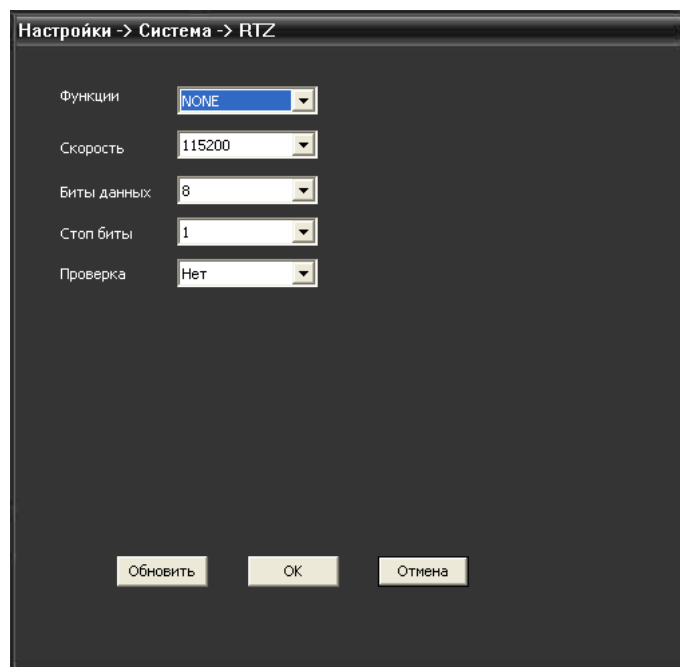 Настройки -> Система -> RTZ
Функции NONE
Скорость 115200
Биты данных 8
Стоп биты 1
Проверка Нет
Обновить OK Отмена